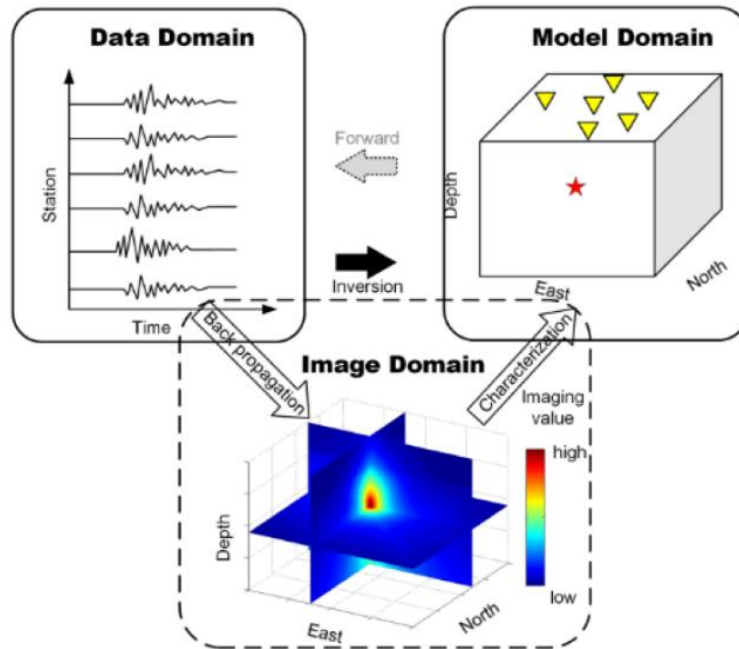 Data Domain
Station
Time
Forward
Inversion
Model Domain
Depth
East
North
Back propagation
Image Domain
Characterization
Imaging
value
high
low
Depth
East
North